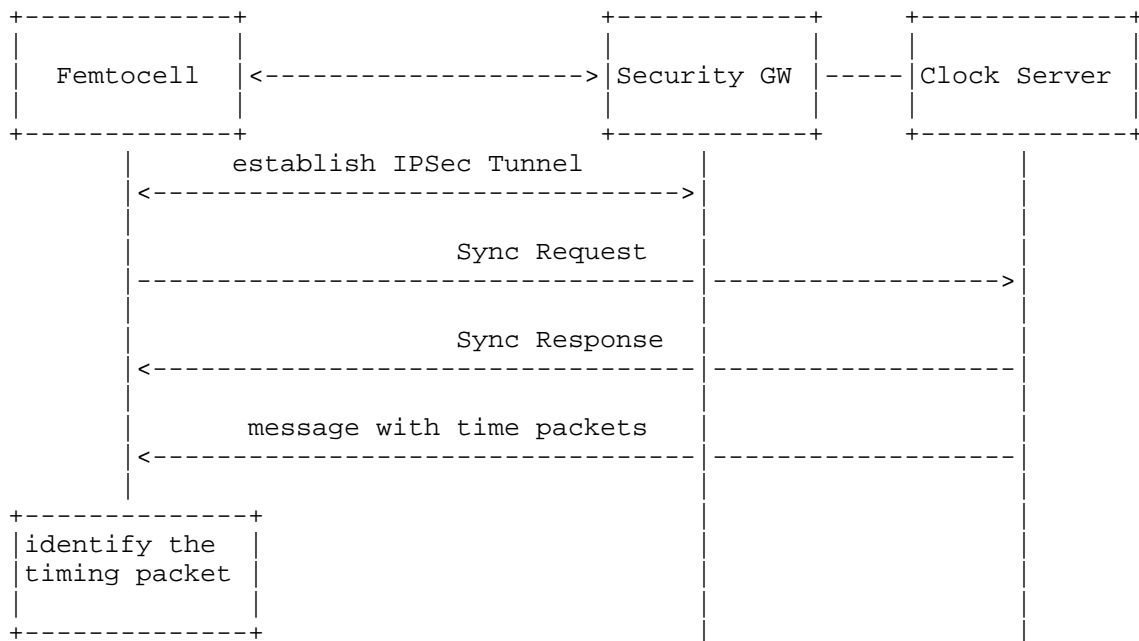 Femtocell Security GW Clock Server
establish IPSec Tunnel
Sync Request
Sync Response
message with time packets
identify the
timing packet